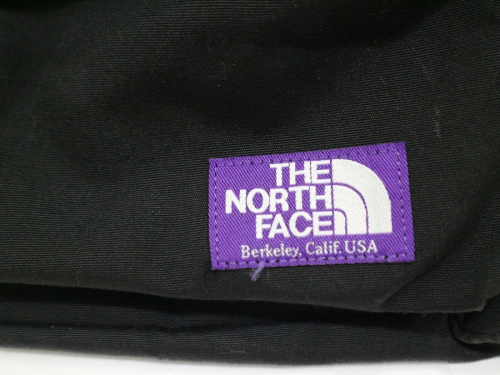 THE
NORTH
FACE
Berkeley, Calif. USA